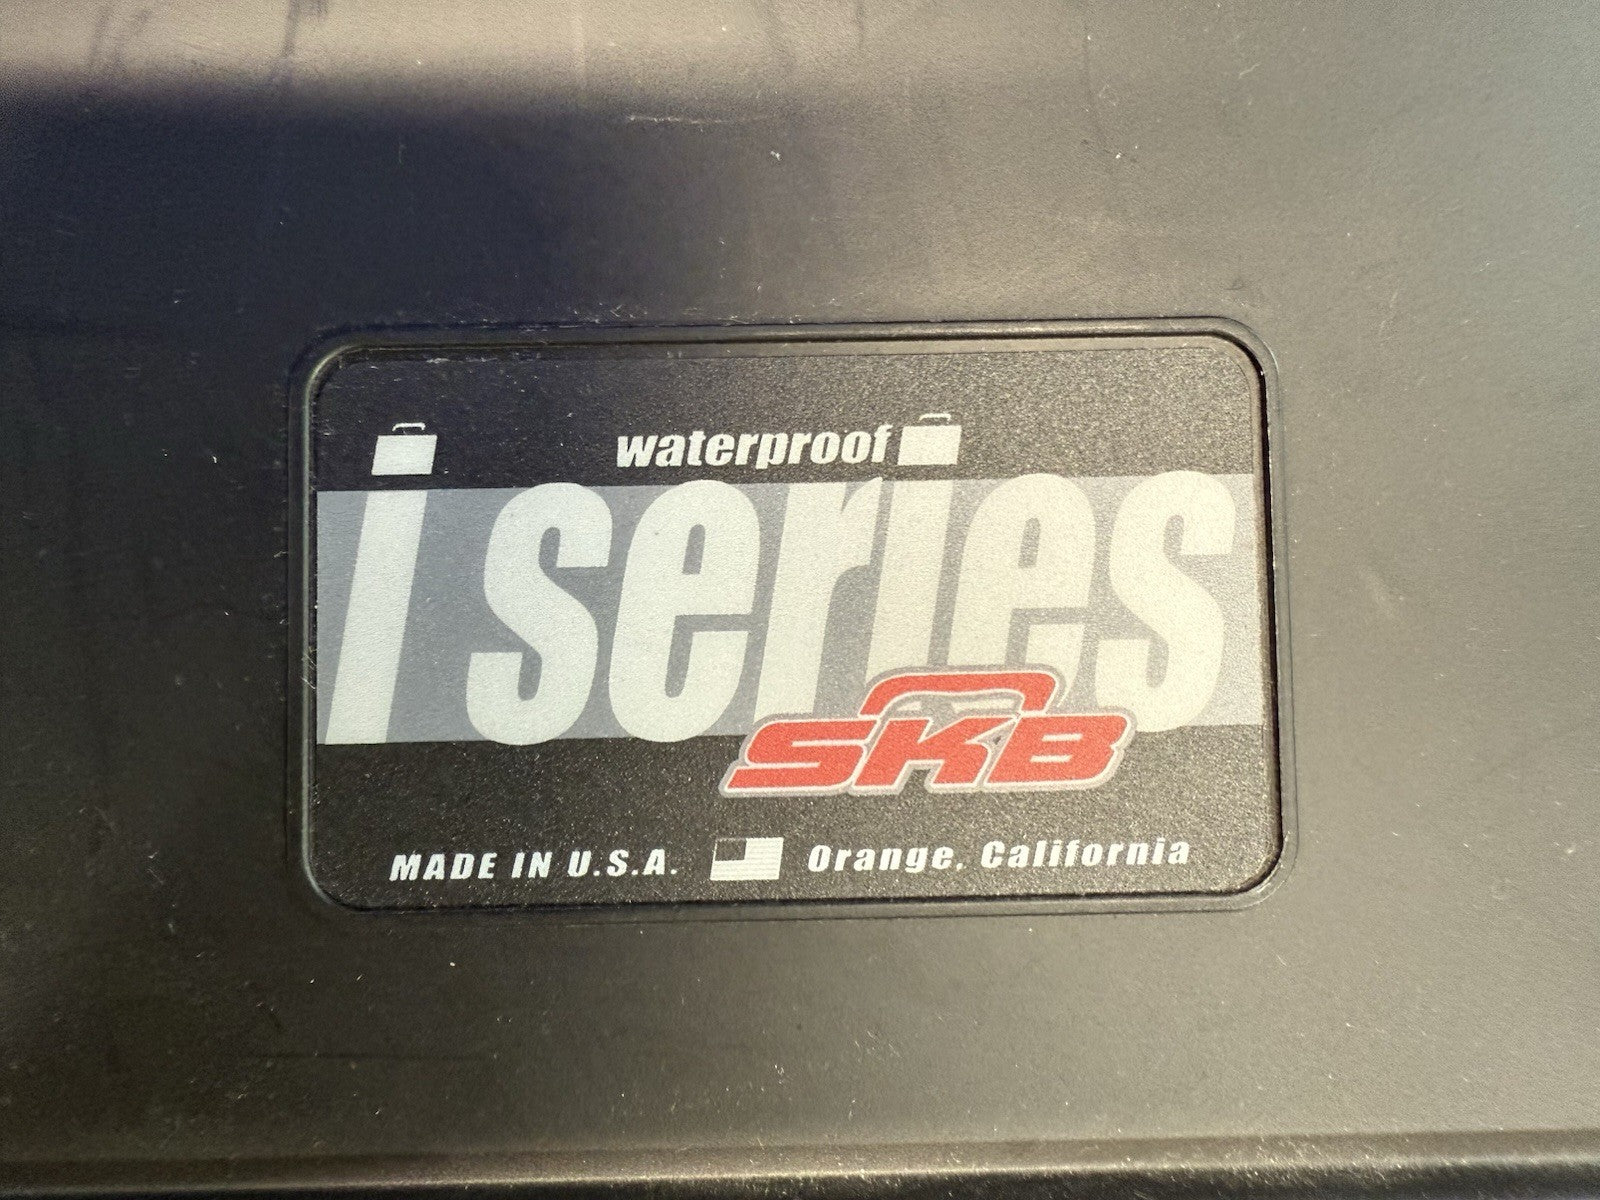 waterproof
i series
SKB
MADE IN U.S.A. Orange, California